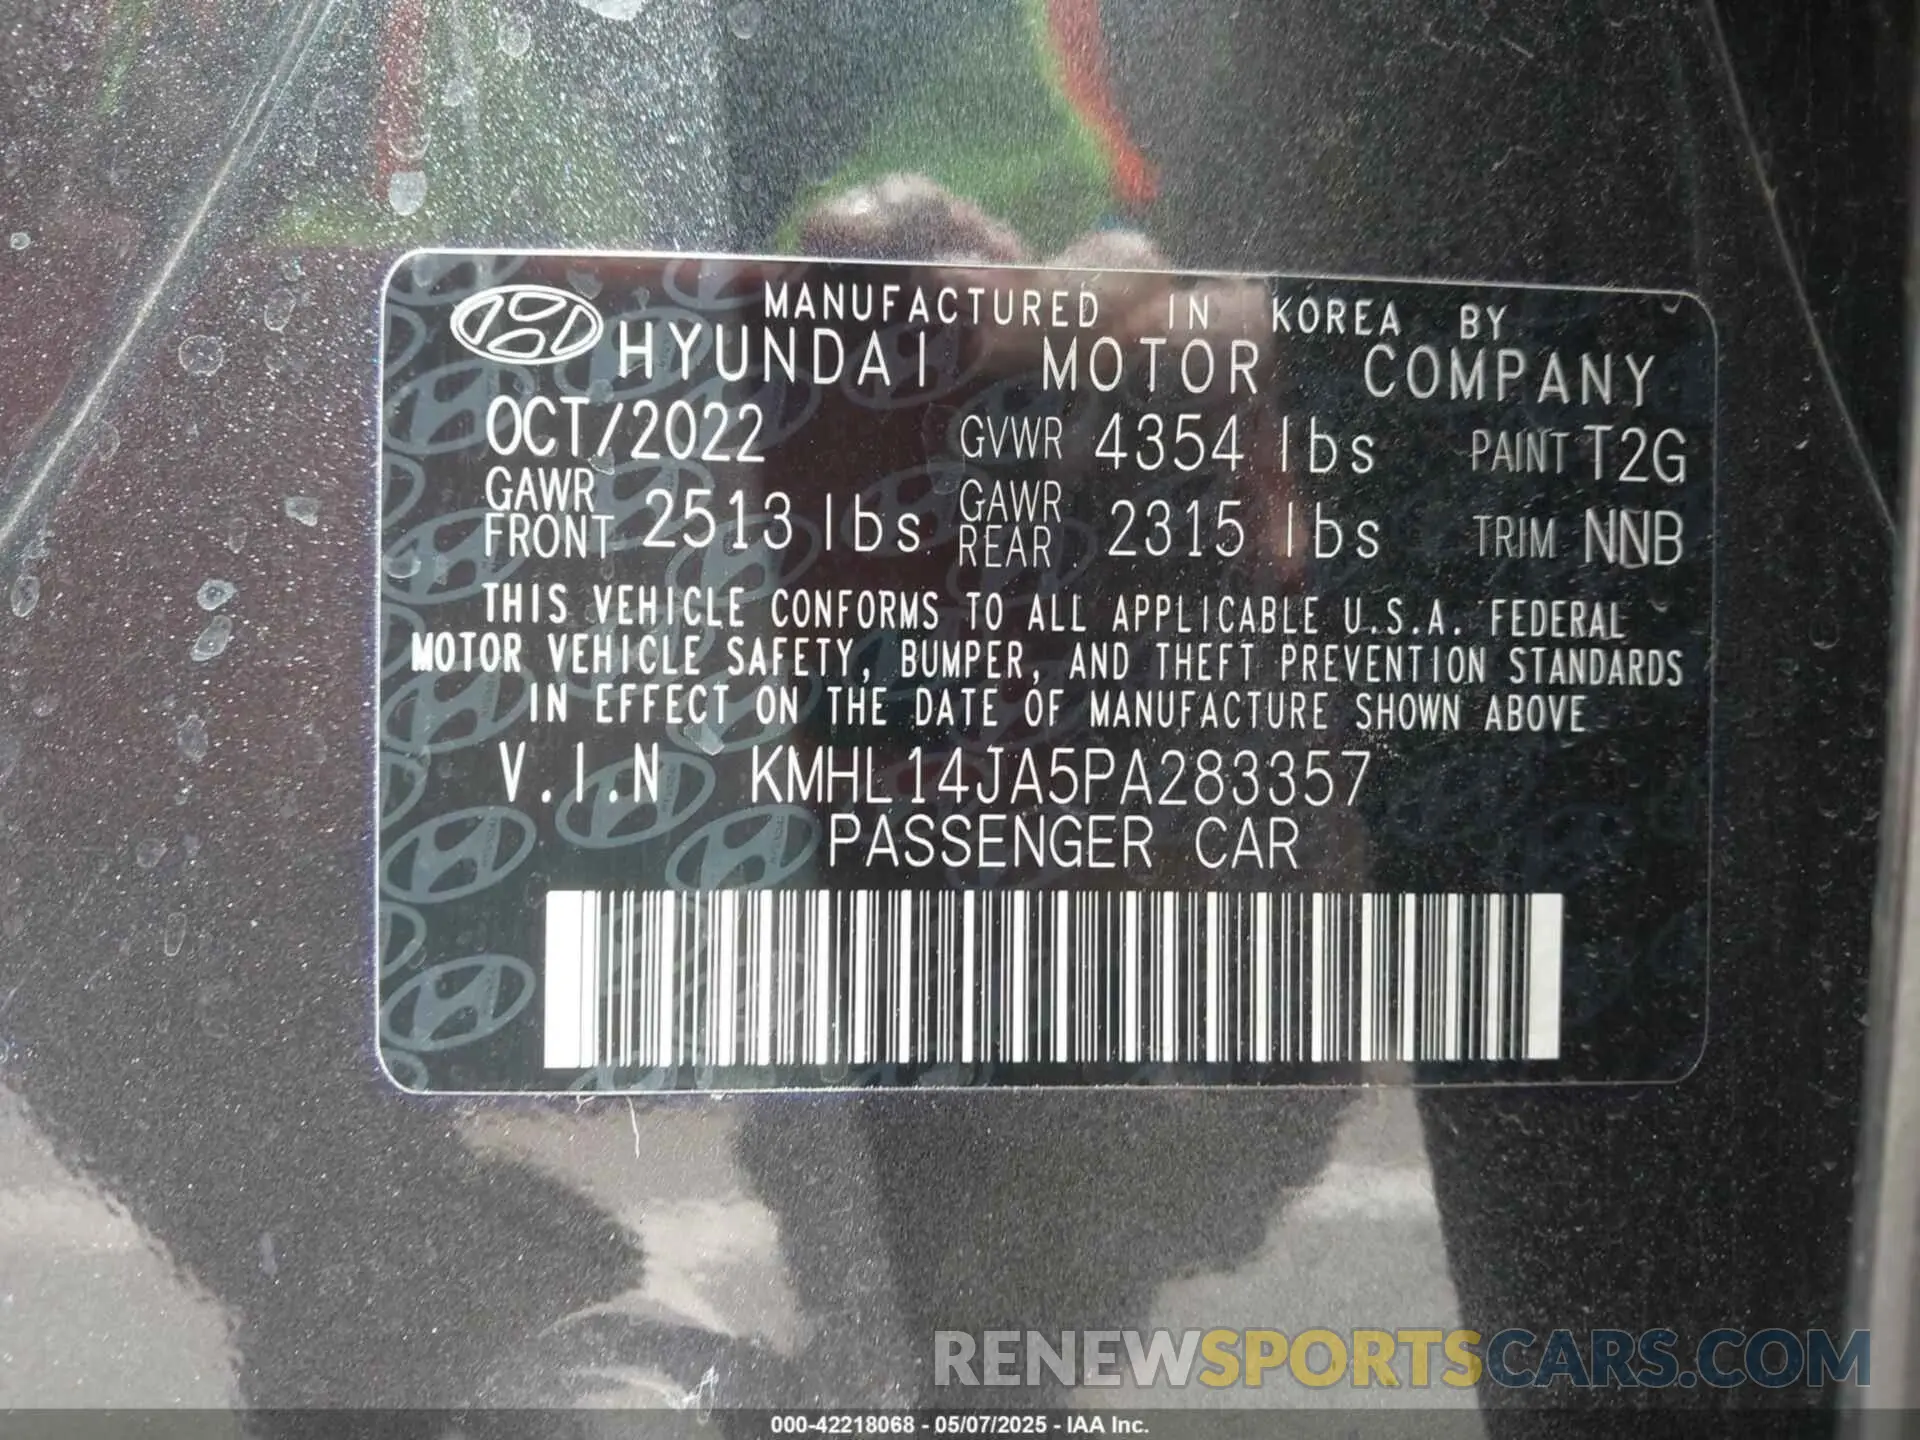 MANUFACTURED IN KOREA BY
HYUNDAI MOTOR COMPANY
OCT/2022 GVWR 4354 lbs PAINT T2G
GAWR FRONT 2513 lbs GAWR REAR 2315 lbs TRIM NNB
THIS VEHICLE CONFORMS TO ALL APPLICABLE U.S.A. FEDERAL
MOTOR VEHICLE SAFETY, BUMPER, AND THEFT PREVENTION STANDARDS
IN EFFECT ON THE DATE OF MANUFACTURE SHOWN ABOVE
V.I.N KMHL14JA5PA283357
PASSENGER CAR
RENEWSPORTSCARS.COM
000-42218068 - 05/07/2025 - IAA Inc.